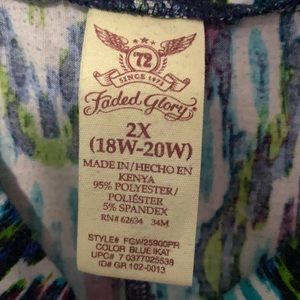 '72
SINCE 1972
Faded Glory®
2X
(18W-20W)
MADE IN/HECHO EN
KENYA
95% POLYESTER/
POLIÉSTER
5% SPANDEX
RN# 62634 34M
STYLE# FGW25900PR
COLOR BLUE IKAT
UPC# 7 0377025538
ID# GR 102-0013